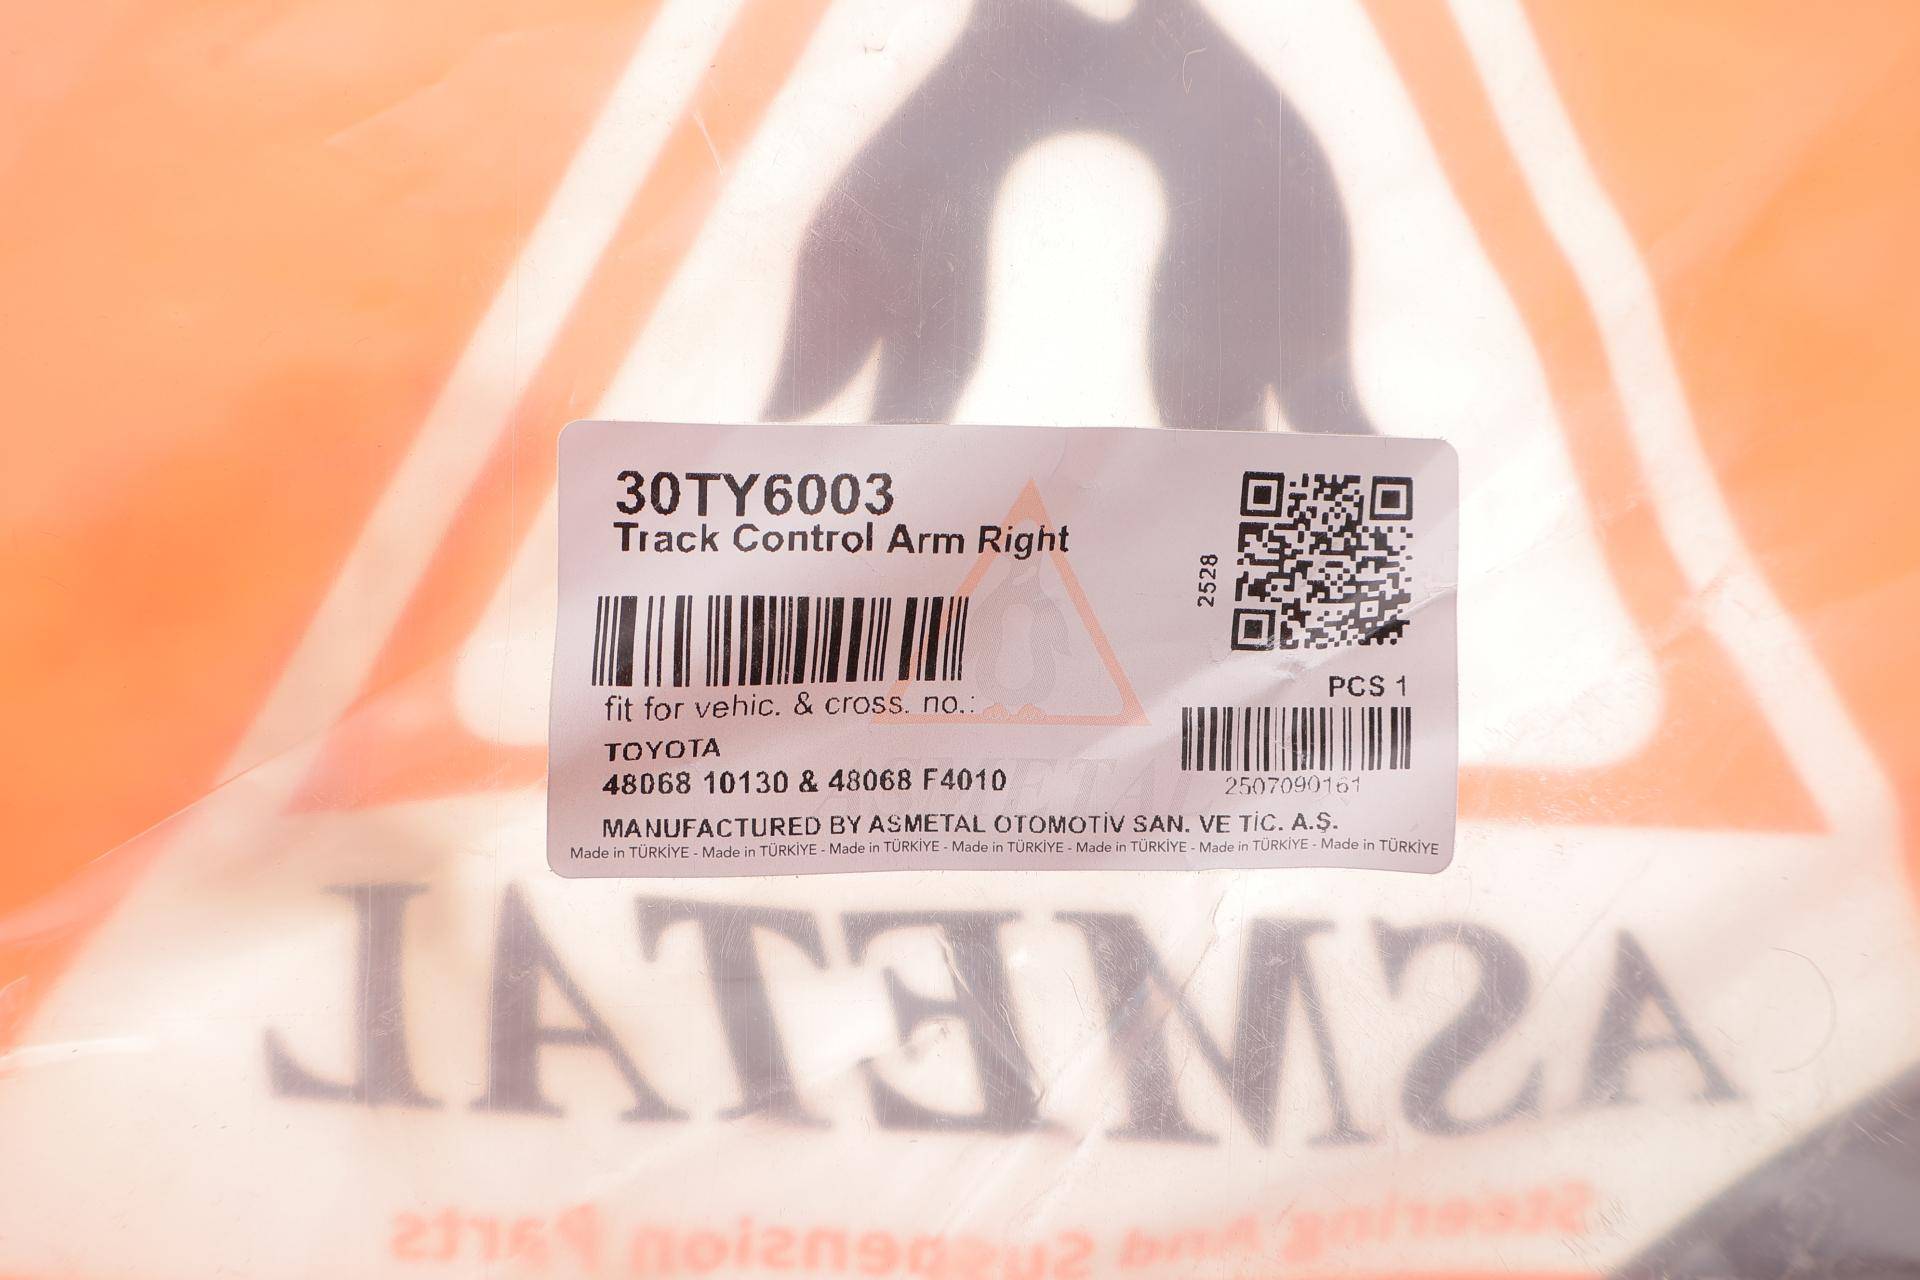 30TY6003
Track Control Arm Right
2528
fit for vehic. & cross. no.:
PCS 1
TOYOTA
48068 10130 & 48068 F4010
2507090161
MANUFACTURED BY ASMETAL OTOMOTİV SAN. VE TİC. A.Ş.
Made in TÜRKİYE - Made in TÜRKİYE - Made in TÜRKİYE - Made in TÜRKİYE - Made in TÜRKİYE - Made in TÜRKİYE - Made in TÜRKİYE
ASMETAL
Steering And Suspension Parts